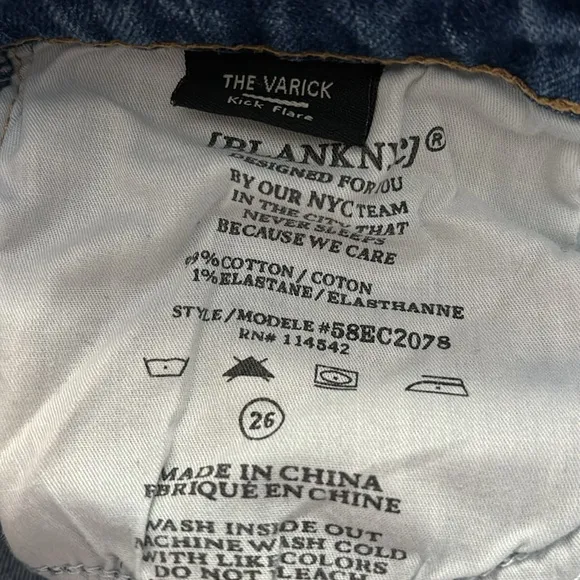 THE VARICK
Kick Flare
[BLANKNYC]®
DESIGNED FOR YOU
BY OUR NYC TEAM
IN THE CITY THAT
NEVER SLEEPS
BECAUSE WE CARE
99% COTTON / COTON
1% ELASTANE / ELASTHANNE
STYLE / MODELE #58EC2078
RN# 114542
26
MADE IN CHINA
FABRIQUÉ EN CHINE
WASH INSIDE OUT
MACHINE WASH COLD
WITH LIKE COLORS
DO NOT BLEACH